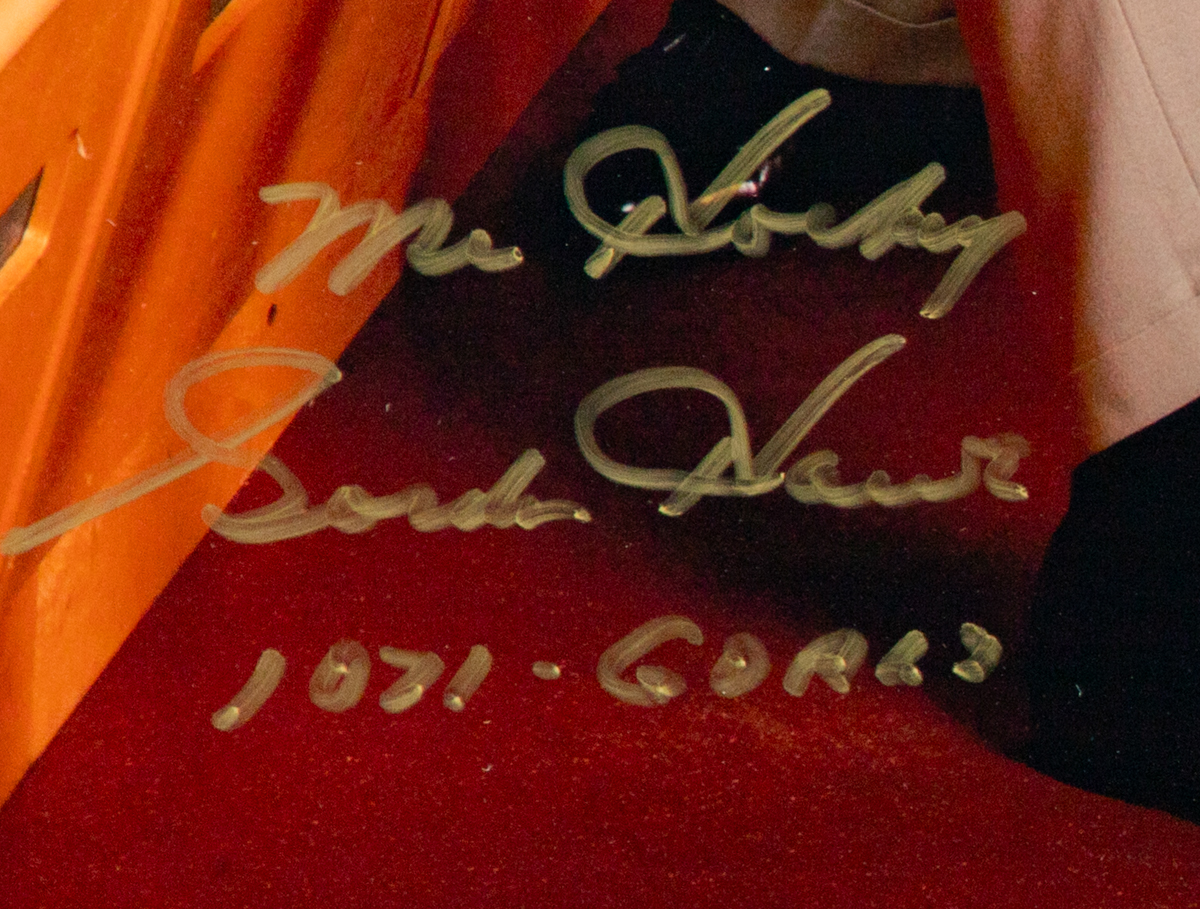 Mr Hockey
Gordie Howe
1071 - GOALS